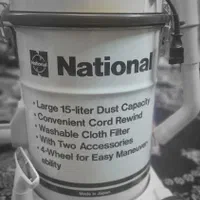 National
• Large 15-liter Dust Capacity
• Convenient Cord Rewind
• Washable Cloth Filter
• With Two Accessories
• 4-Wheel for Easy Maneuver-
ability
Made in Japan